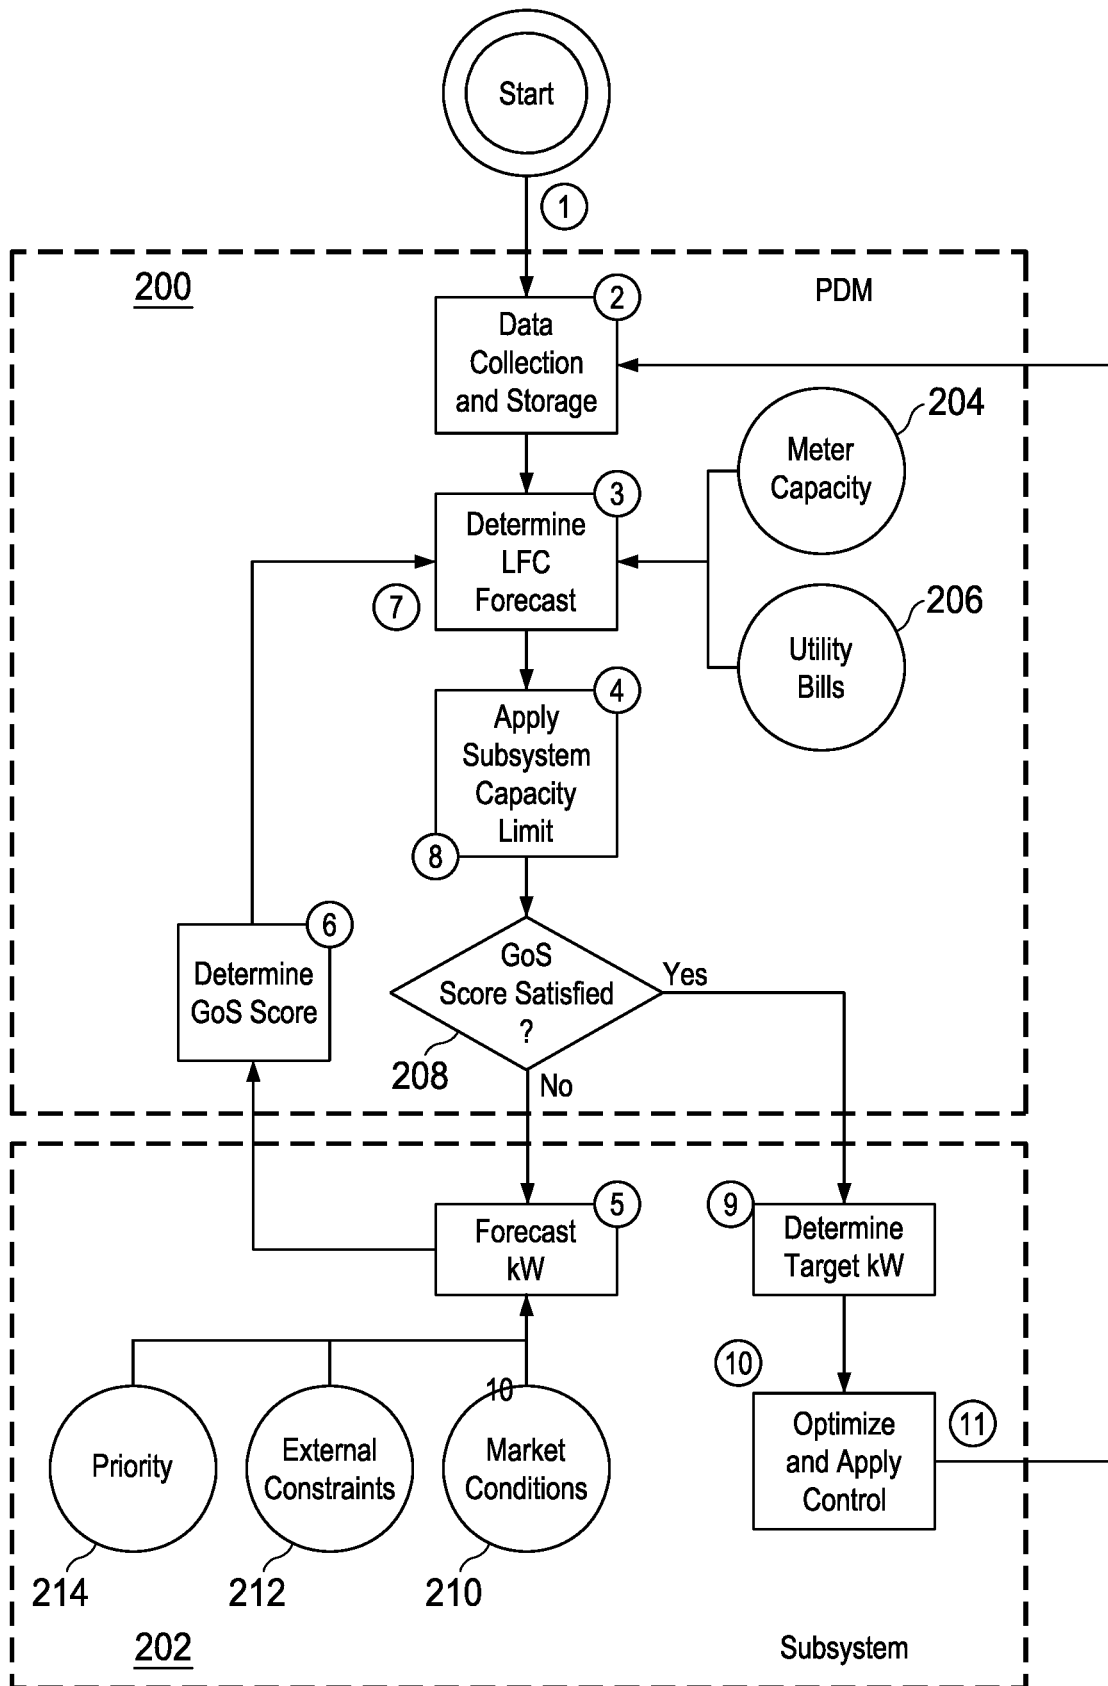 Start
1
200
PDM
2
Data
Collection
and Storage
204
Meter
Capacity
3
Determine
LFC
Forecast
7
206
Utility
Bills
4
Apply
Subsystem
Capacity
Limit
8
6
Determine
GoS Score
GoS
Score Satisfied
?
Yes
208
No
5
Forecast
kW
9
Determine
Target kW
10
10
Priority
External
Constraints
Market
Conditions
Optimize
and Apply
Control
11
214
212
210
202
Subsystem